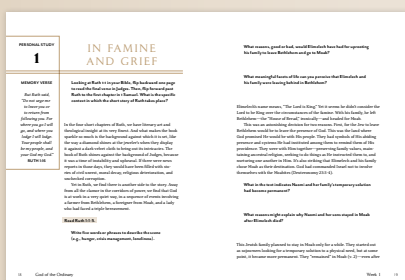 PERSONAL STUDY
1
MEMORY VERSE
But Ruth said,
"Do not urge me
to leave you or
to return from
following you. For
where you go I will
go, and where you
lodge I will lodge.
Your people shall
be my people, and
your God my God."
RUTH 1:16
IN FAMINE
AND GRIEF
Looking at Ruth 1:1 in your Bible, flip backward one page
to read the final verse in Judges. Then, flip forward past
Ruth to the first chapter in 1 Samuel. What is the specific
context in which the story of Ruth takes place?
In the four short chapters of Ruth, we have literary art and
theological insight at its very finest. And what makes the book
sparkle so much is the background against which it is set, like
the way a diamond shines at the jeweler's when they display
it against a dark velvet cloth to bring out its intricacies. The
book of Ruth shines against the background of Judges, because
it was a time of instability and upheaval. If there were news
reports in those days, they would have been filled with sto-
ries of civil unrest, moral decay, religious deterioration, and
unchecked corruption.
Yet in Ruth, we find there is another side to the story. Away
from all the clamor in the corridors of power, we find that God
is at work in a very quiet way, in a sequence of events involving
a farmer from Bethlehem, a foreigner from Moab, and a lady
who had faced a triple bereavement.
Read Ruth 1:1-5.
Write four words or phrases to describe the scene
(e.g., hunger, crisis management, loneliness).
18 God of the Ordinary
What reasons, good or bad, would Elimelech have had for uprooting
his family to leave Bethlehem and go to Moab?
What meaningful facets of life can you perceive that Elimelech and
his family were leaving behind in Bethlehem?
Elimelech's name means, "The Lord is King." Yet it seems he didn't consider the
Lord to be King over the circumstances of the famine. With his family, he left
Bethlehem—the "House of Bread," ironically—and headed for Moab.
This was an astonishing decision for two reasons. First, for the Jew to leave
Bethlehem would be to leave the presence of God. This was the land where
God promised He would be with His people. They had symbols of His abiding
presence and systems He had instituted among them to remind them of His
providence. They were with Him together—preserving family values, main-
taining ancestral religion, seeking to do things as He instructed them to, and
nurturing one another in Him. It's also striking that Elimelech and his family
chose Moab as their destination. God had commanded Israel not to involve
themselves with the Moabites (Deuteronomy 23:3-4).
What in the text indicates Naomi and her family's temporary solution
had become permanent?
What reasons might explain why Naomi and her sons stayed in Moab
after Elimelech died?
This Jewish family planned to stay in Moab only for a while. They started out
as sojourners looking for a temporary solution to a physical need, but at some
point, it became more permanent. They "remained" in Moab (v. 2)—even after
Week 1 19